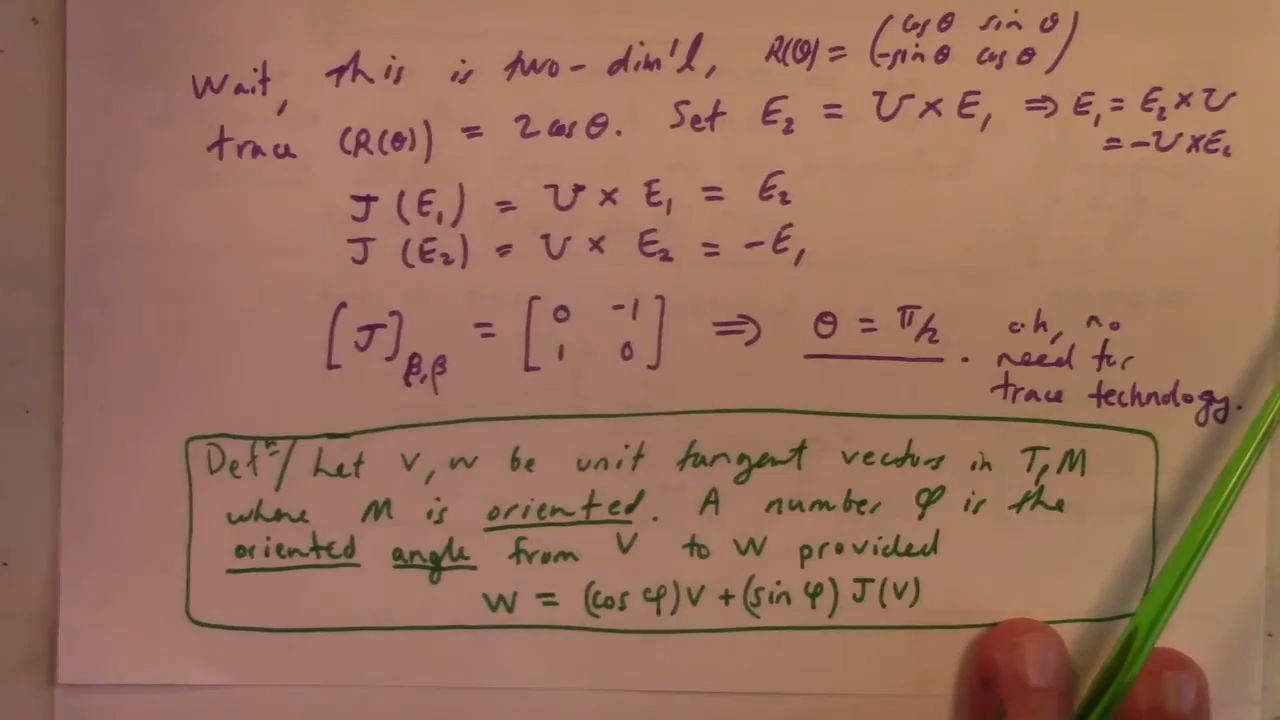 Wait, this is two-dim'l, R(θ) = (cos θ sin θ
-sin θ cos θ)
trace (R(θ)) = 2 cos θ. Set E₂ = U × E₁ ⇒ E₁ = E₂ × U
= -U × E₂
J(E₁) = U × E₁ = E₂
J(E₂) = U × E₂ = -E₁
[J]β,β = [0 -1
1 0] ⇒ θ = π/2. oh, no
need for
trace technology.
Defⁿ/ Let v, w be unit tangent vectors in TₚM
where M is oriented. A number φ is the
oriented angle from v to w provided
w = (cos φ)v + (sin φ) J(v)